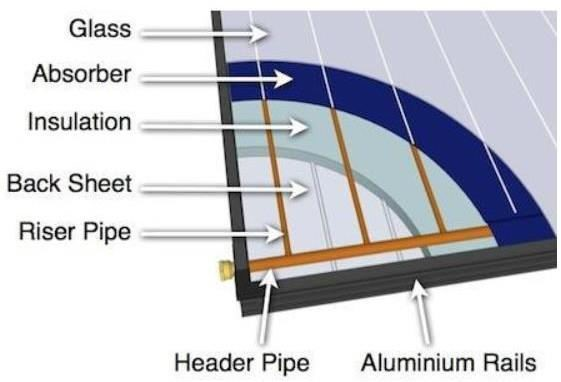 Glass
Absorber
Insulation
Back Sheet
Riser Pipe
Header Pipe
Aluminium Rails